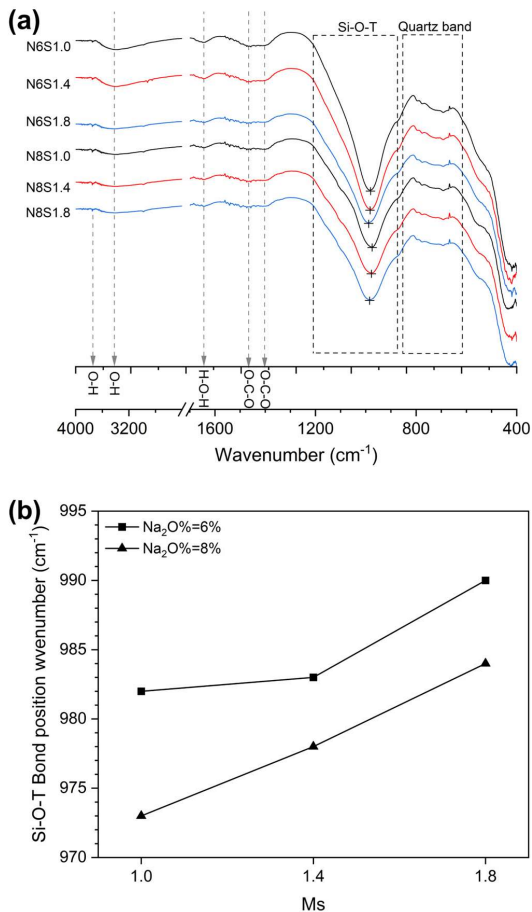 (a)
Si-O-T
Quartz band
N6S1.0
N6S1.4
N6S1.8
N8S1.0
N8S1.4
N8S1.8
O-H
O-H
H-O-H
O-C-O
O-C-O
4000 3200 1600 1200 800 400
Wavenumber (cm⁻¹)
(b)
Na₂O%=6%
Na₂O%=8%
995
990
985
980
975
970
Si-O-T Bond position wvenumber (cm⁻¹)
1.0 1.4 1.8
Ms